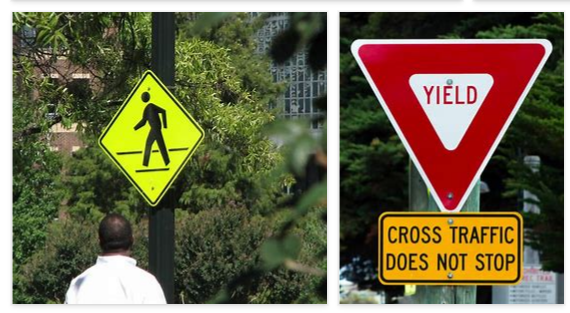 YIELD
CROSS TRAFFIC
DOES NOT STOP